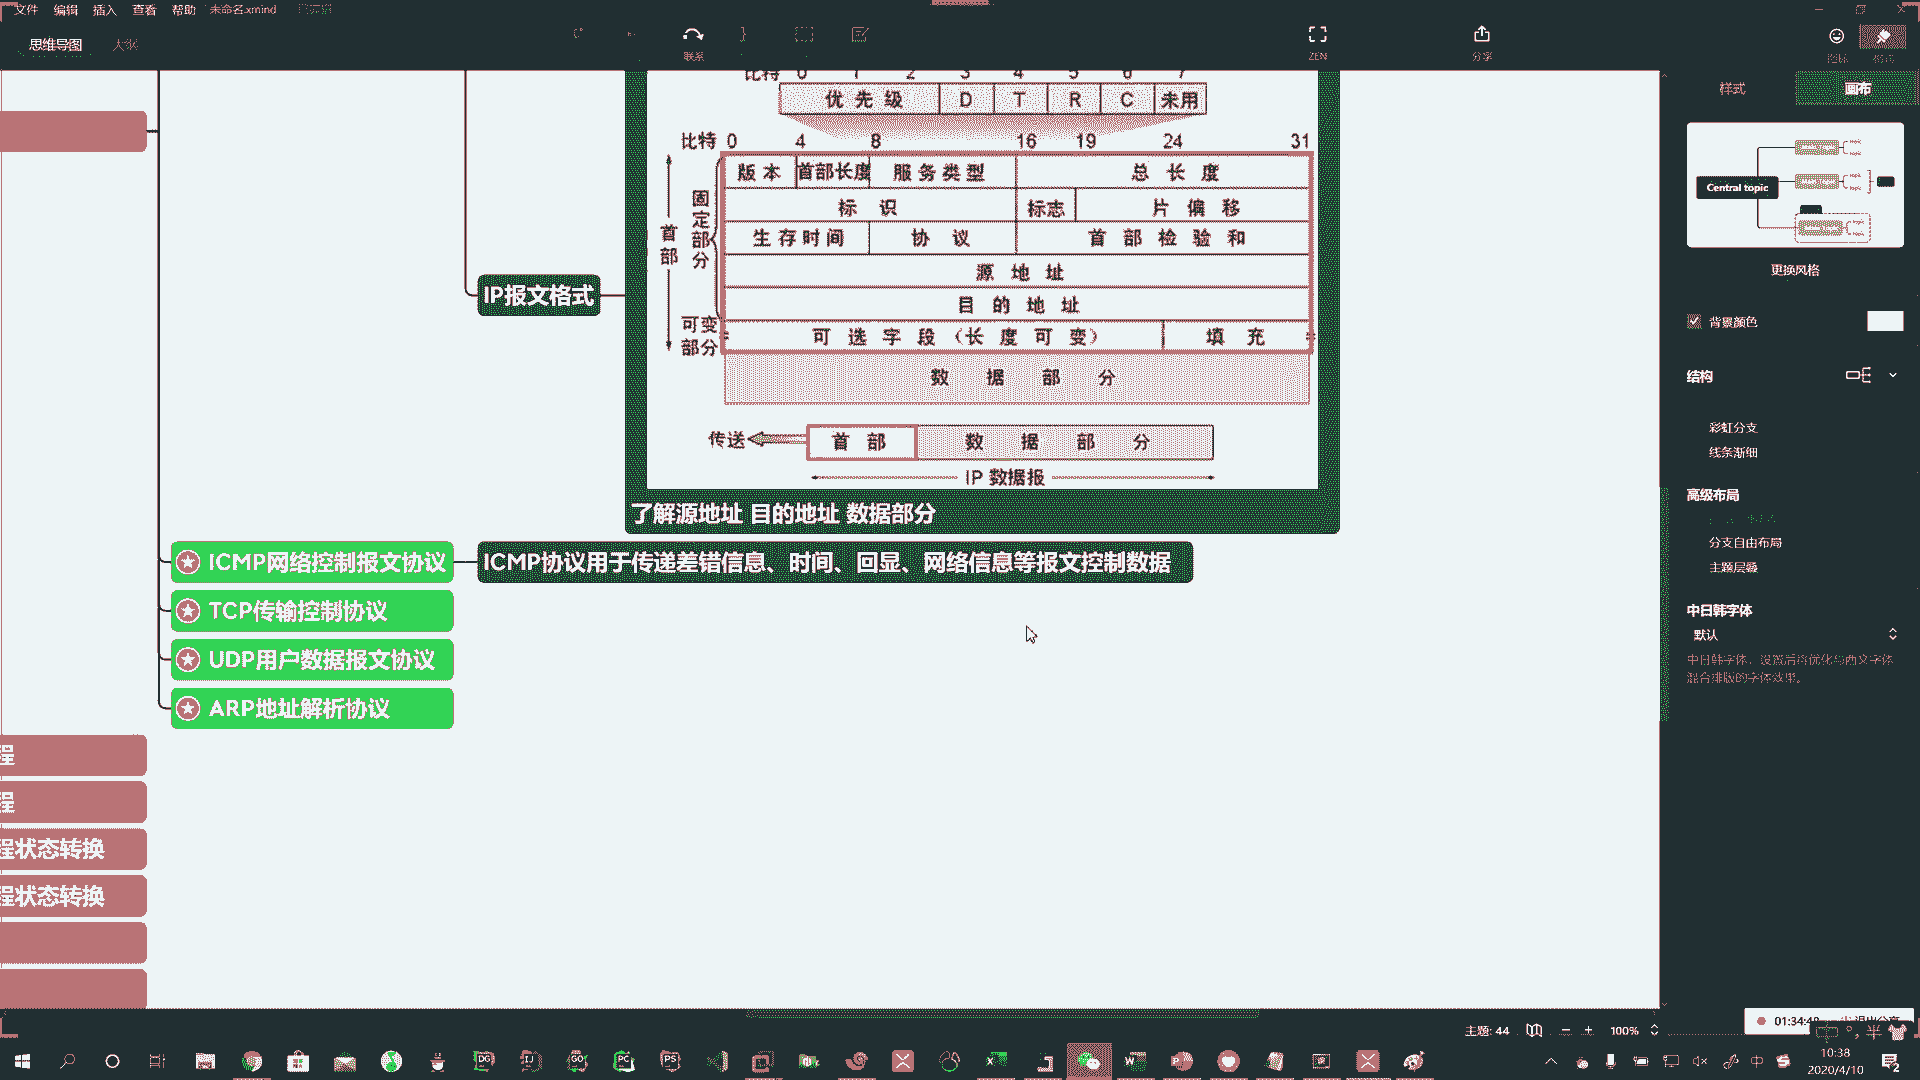 文件 编辑 插入 查看 帮助 未命名.xmind
思维导图 大纲
联系 ZEN 分享
样式 画布
比特 0 1 2 3 4 5 6 7
优先级 D T R C 未用
比特 0 4 8 16 19 24 31
版本 首部长度 服务类型 总长度
标识 标志 片偏移
生存时间 协议 首部检验和
源地址
目的地址
可选字段（长度可变） 填充
数据部分
首部
固定部分
可变部分
传送 首部 数据部分
IP 数据报
IP报文格式
了解源地址 目的地址 数据部分
ICMP网络控制报文协议
ICMP协议用于传递差错信息、时间、回显、网络信息等报文控制数据
TCP传输控制协议
UDP用户数据报文协议
ARP地址解析协议
程
程
程状态转换
程状态转换
Central topic
更换风格
背景颜色
结构
彩虹分支
线条渐细
高级布局
分支自由布局
主题层叠
中日韩字体
默认
中日韩字体，设置后将优化与西文字体
混合排版的字体效果。
主题: 44 100%
10:38
2020/4/10